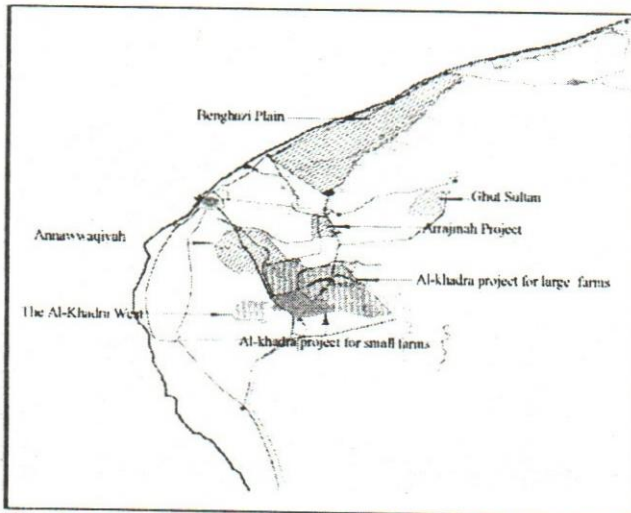 Benghazi Plain
Ghut Sultan
Arrajmah Project
Annawwaqiyah
Al-khadra project for large farms
The Al-Khadra West
Al-khadra project for small farms